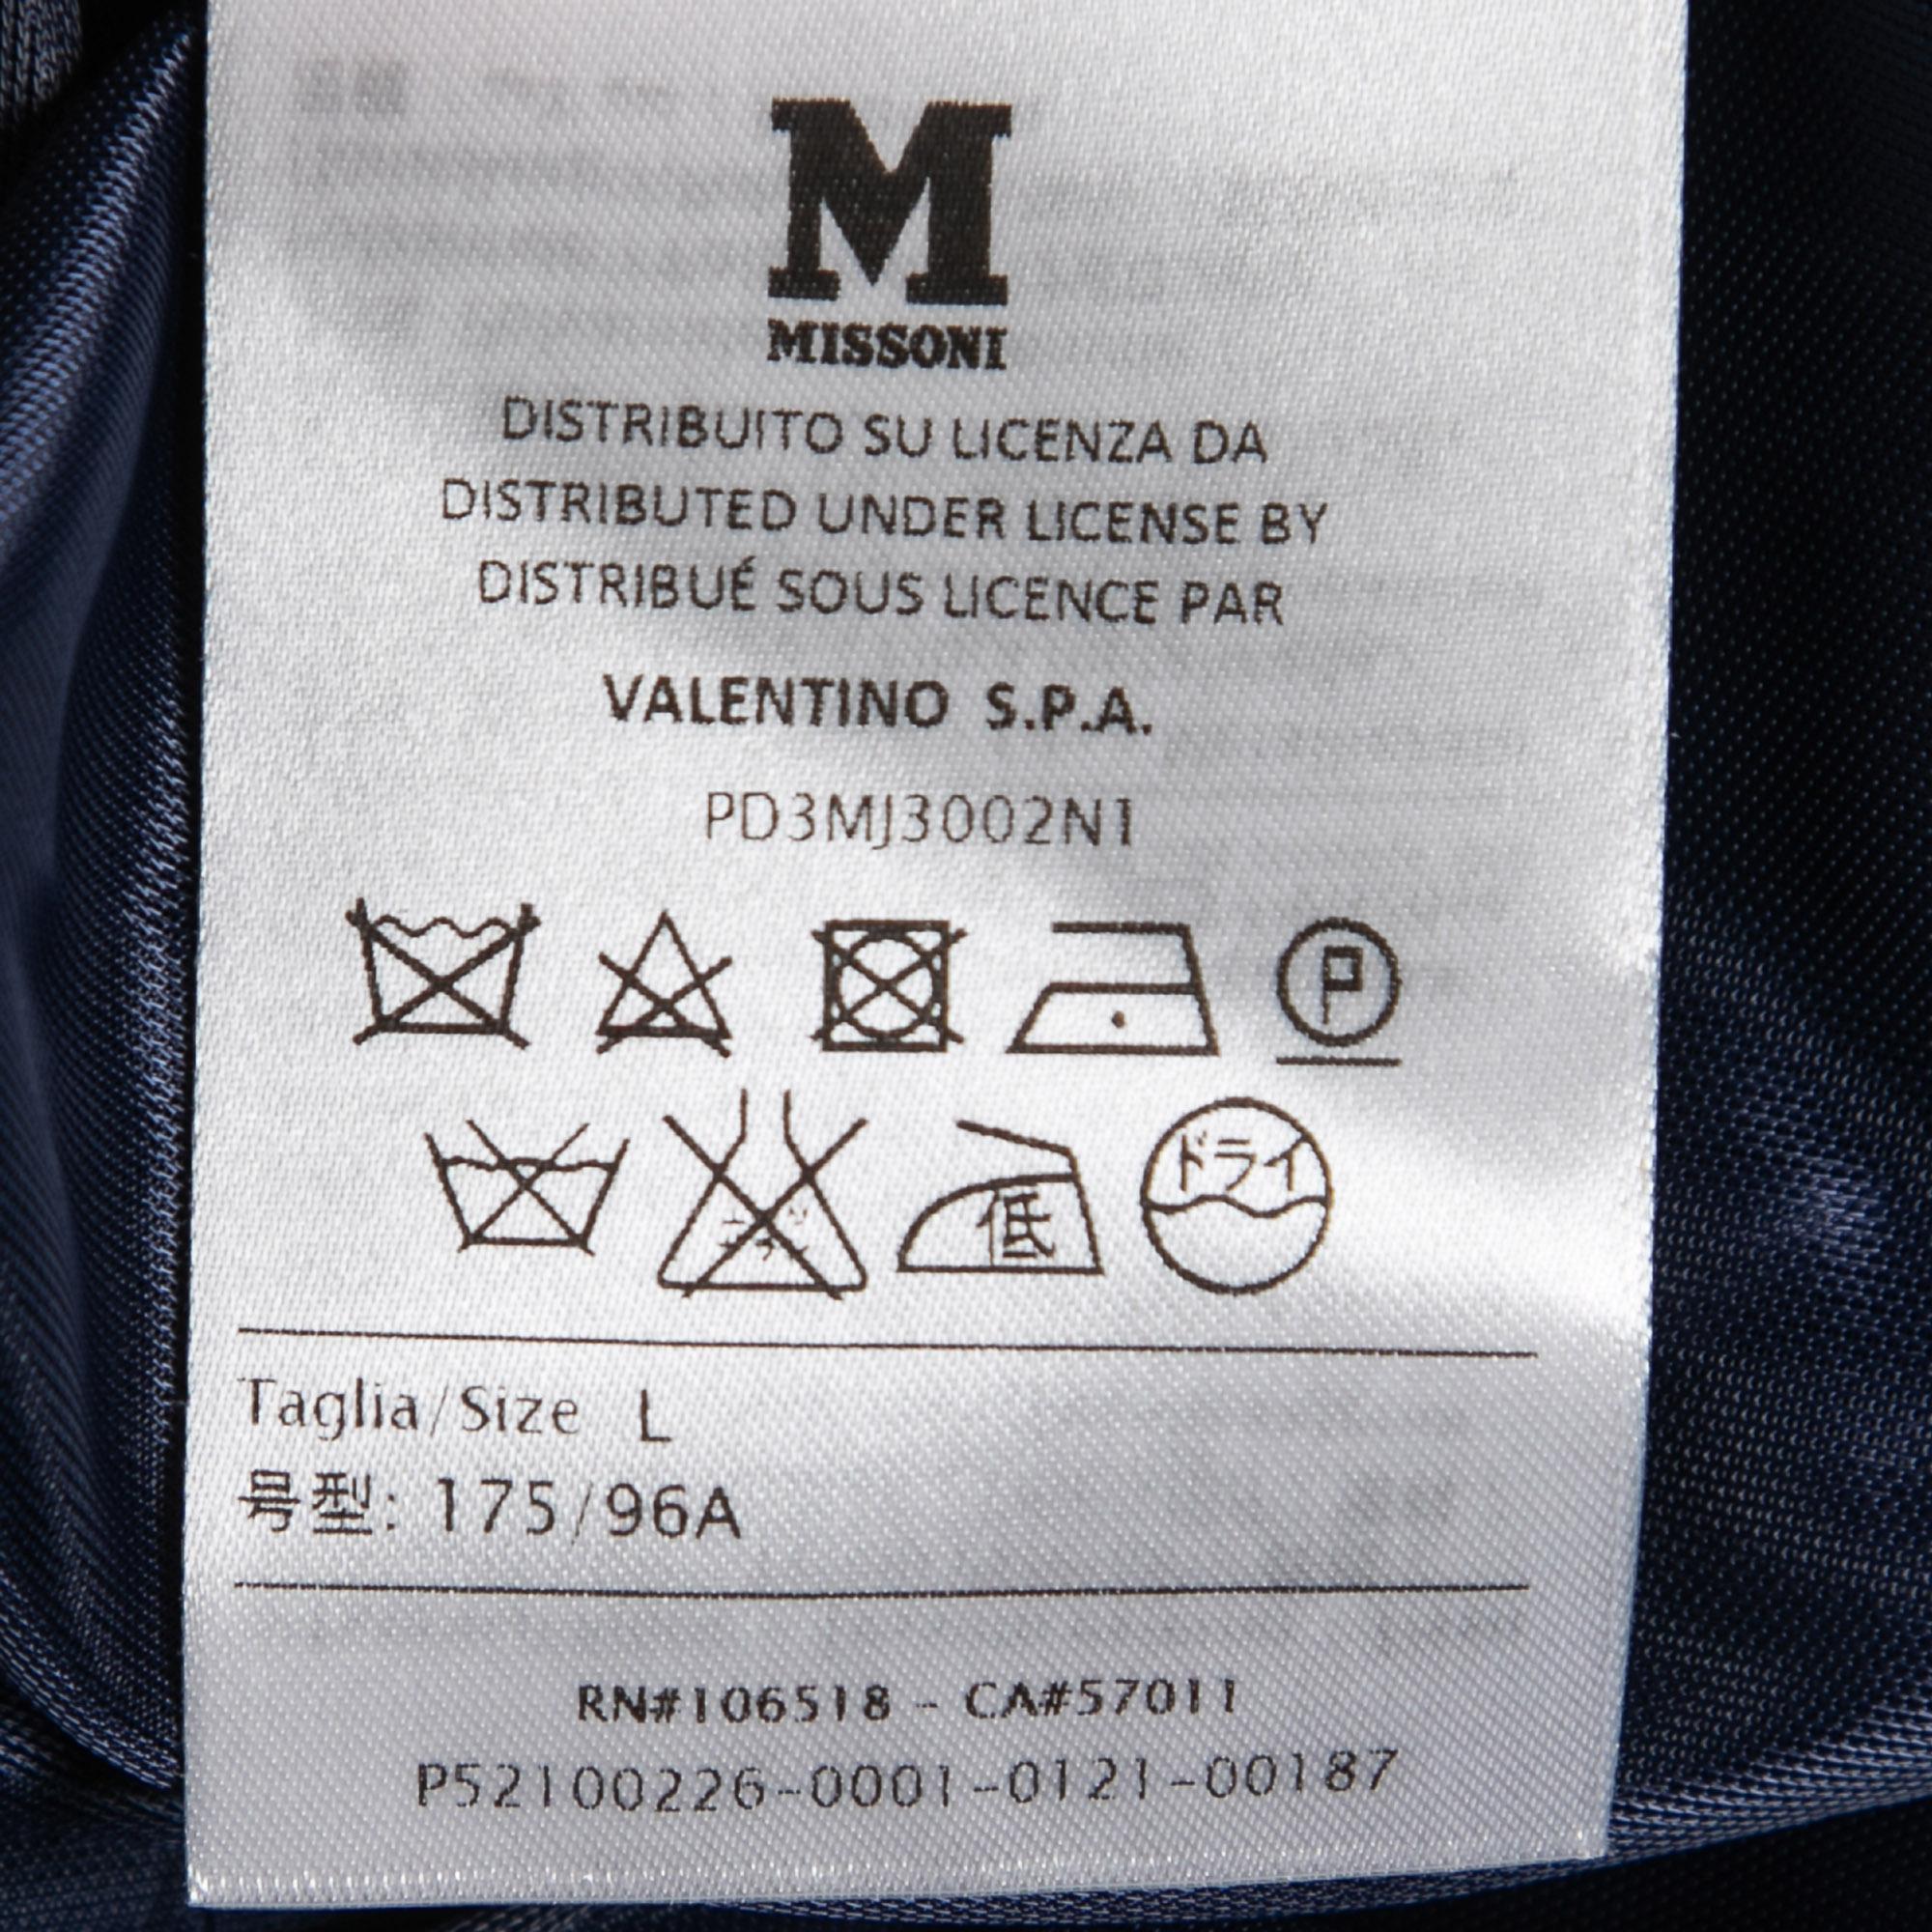 M
MISSONI
DISTRIBUITO SU LICENZA DA
DISTRIBUTED UNDER LICENSE BY
DISTRIBUÉ SOUS LICENCE PAR
VALENTINO S.P.A.
PD3MJ3002N1
P
低 ドライ
Taglia/Size L
号型: 175/96A
RN#106518 - CA#57011
P52100226-0001-0121-00187